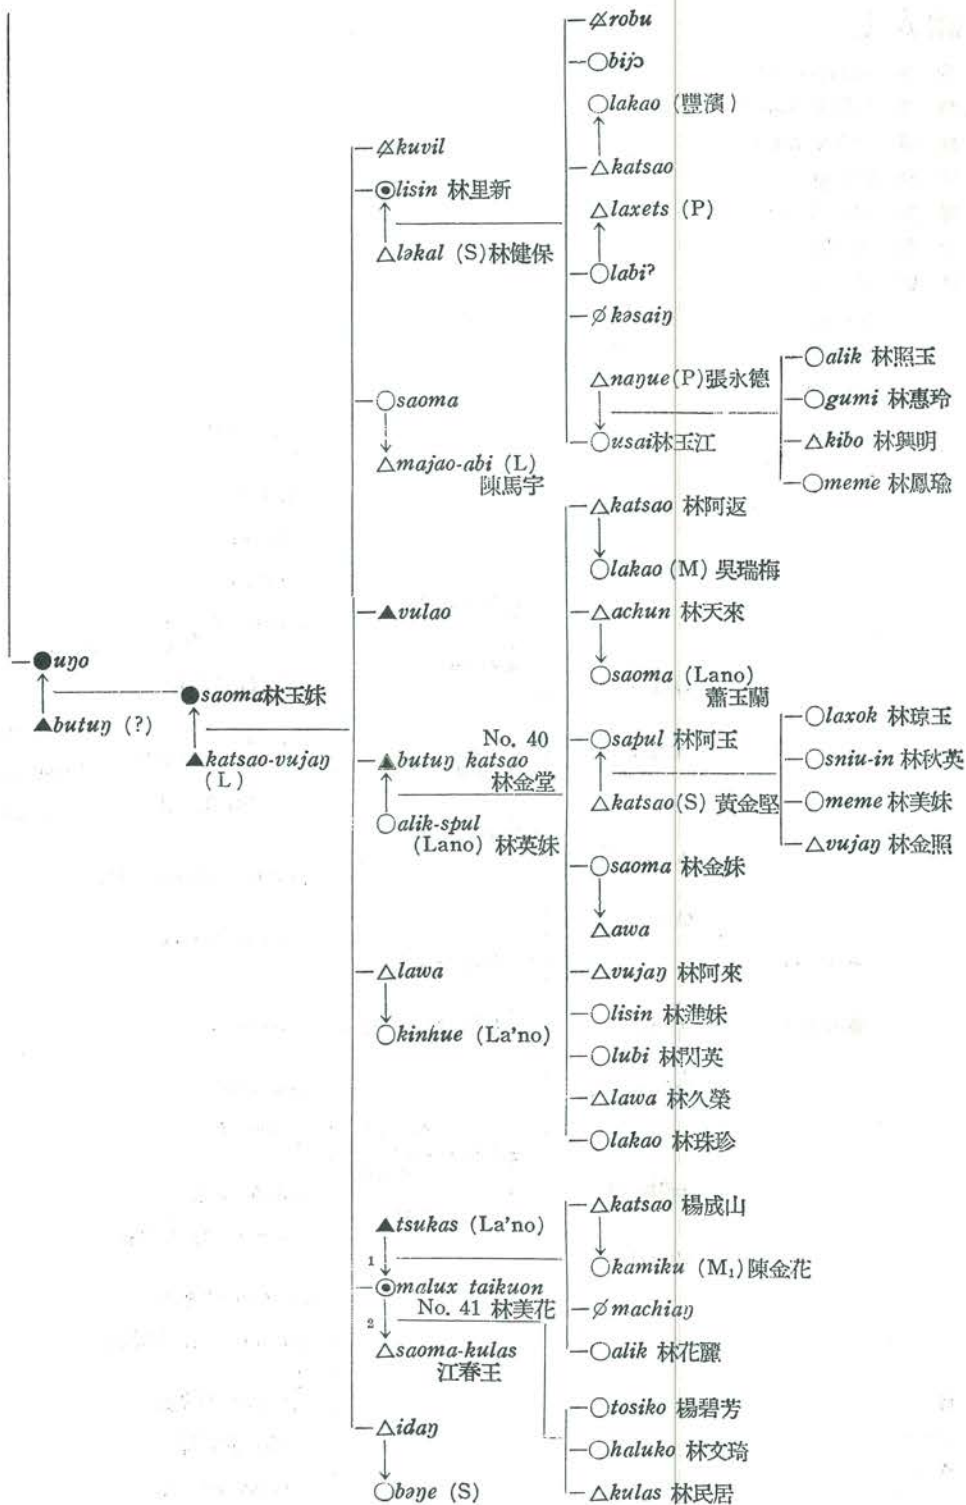 robu
bijɔ
lakao (豐濱)
kuvil
katsao
lisin 林里新
laxets (P)
ləkal (S) 林健保
labiʔ
kəsaiŋ
alik 林照玉
naŋue (P) 張永德
saoma
gumi 林惠玲
kibo 林興明
usai 林玉江
majao-abi (L)
陳馬宇
meme 林鳳瑜
katsao 林阿返
lakao (M) 吳瑞梅
vulao
achun 林天來
uŋo
saoma (Lano)
蕭玉蘭
saoma 林玉妹
butuŋ (?)
laxok 林琼玉
No. 40
sapul 林阿玉
katsao-vujaŋ
(L)
butuŋ katsao
林金堂
sniu-in 林秋英
katsao (S) 黃金堅
meme 林美妹
alik-spul
(Lano) 林英妹
vujaŋ 林金照
saoma 林金妹
awa
lawa
vujaŋ 林阿來
lisin 林進妹
kinhue (La'no)
lubi 林閃英
lawa 林久榮
lakao 林珠珍
katsao 楊成山
tsukas (La'no)
1
kamiku (M₁) 陳金花
malux taikuon
No. 41 林美花
machiaŋ
2
saoma-kulas
江春王
alik 林花麗
tosiko 楊碧芳
idaŋ
haluko 林文琦
bəŋe (S)
kulas 林民居